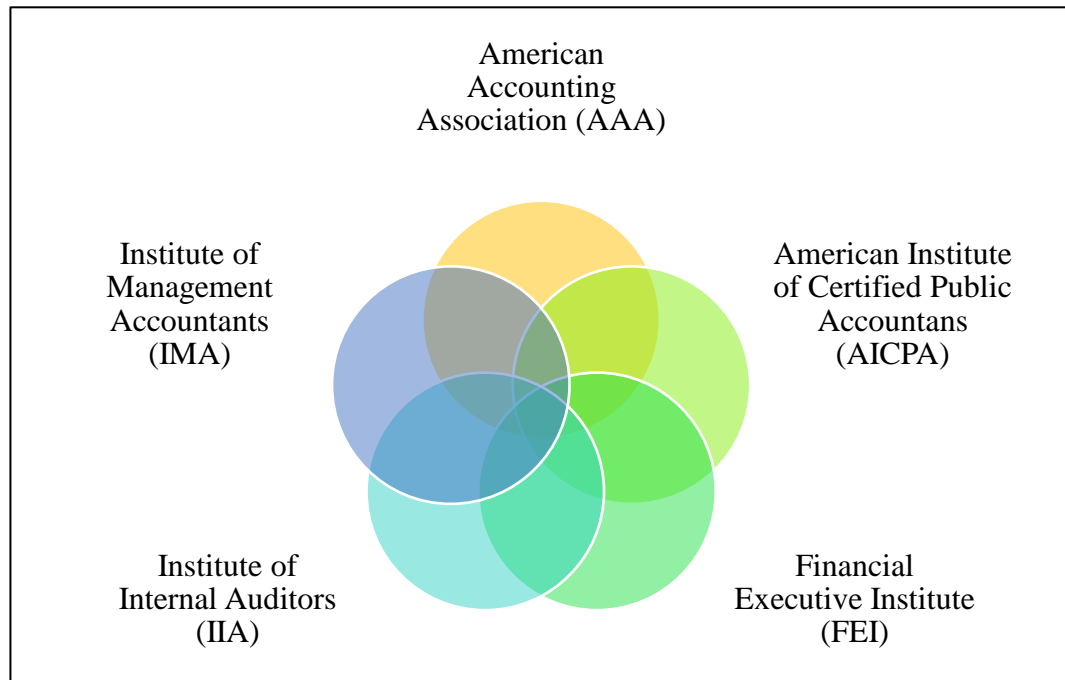 American
Accounting
Association (AAA)
Institute of
Management
Accountants
(IMA)
American Institute
of Certified Public
Accountans
(AICPA)
Institute of
Internal Auditors
(IIA)
Financial
Executive Institute
(FEI)